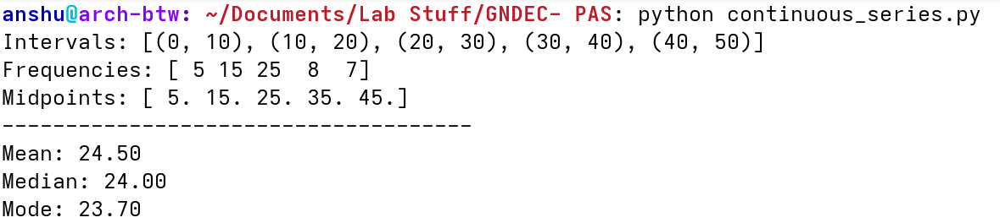 anshu@arch-btw: ~/Documents/Lab Stuff/GNDEC- PAS: python continuous_series.py
Intervals: [(0, 10), (10, 20), (20, 30), (30, 40), (40, 50)]
Frequencies: [ 5 15 25  8  7]
Midpoints: [ 5. 15. 25. 35. 45.]
-------------------------------------
Mean: 24.50
Median: 24.00
Mode: 23.70